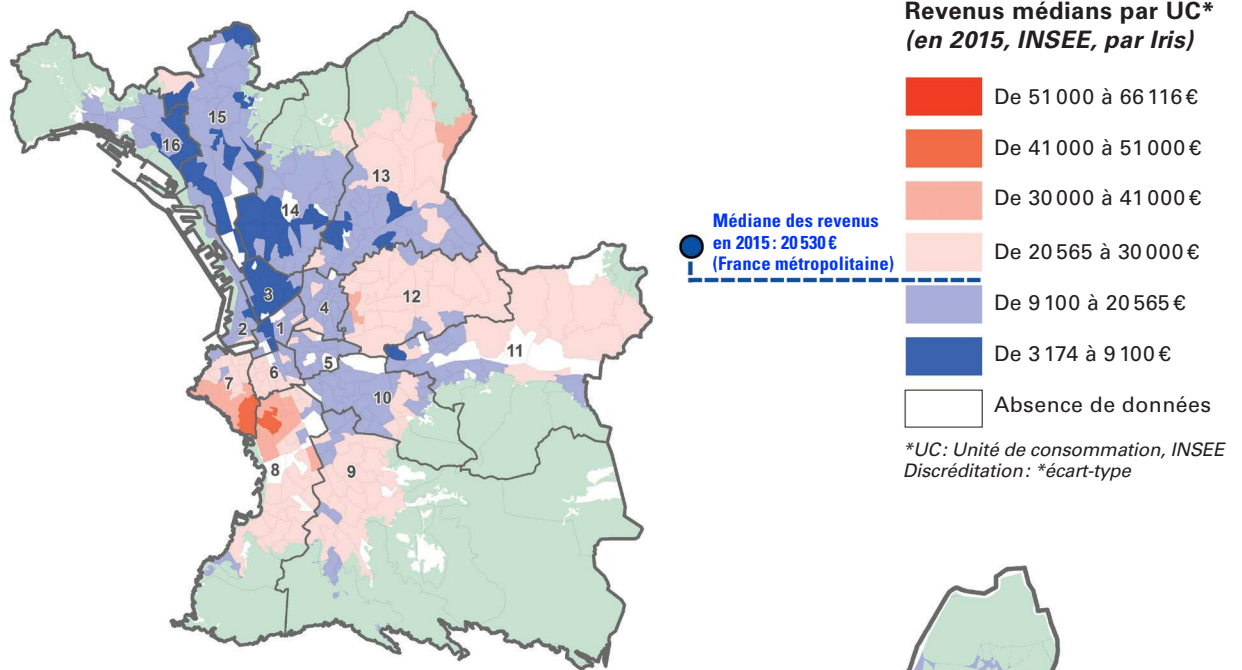 Revenus médians par UC*
(en 2015, INSEE, par Iris)
De 51 000 à 66 116 €
De 41 000 à 51 000 €
De 30 000 à 41 000 €
De 20 565 à 30 000 €
De 9 100 à 20 565 €
De 3 174 à 9 100 €
Absence de données
*UC : Unité de consommation, INSEE
Discréditation : *écart-type
Médiane des revenus
en 2015 : 20 530 €
(France métropolitaine)
15
16
13
14
3
12
4
2
1
11
5
7
6
10
8
9